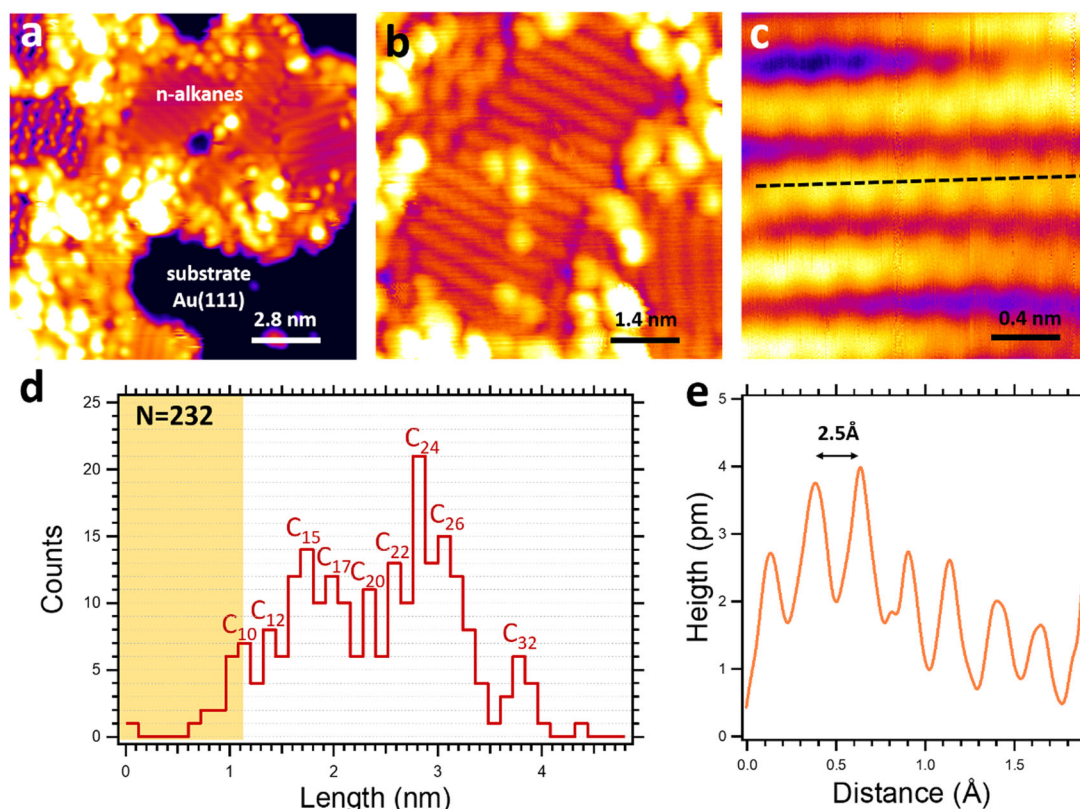 a
n-alkanes
substrate
Au(111)
2.8 nm
b
1.4 nm
c
0.4 nm
d
N=232
C10
C12
C15
C17
C20
C22
C24
C26
C32
25
20
15
10
5
0
Counts
0 1 2 3 4
Length (nm)
e
2.5Å
5
4
3
2
1
0
Heigth (pm)
0.0 0.5 1.0 1.5
Distance (Å)